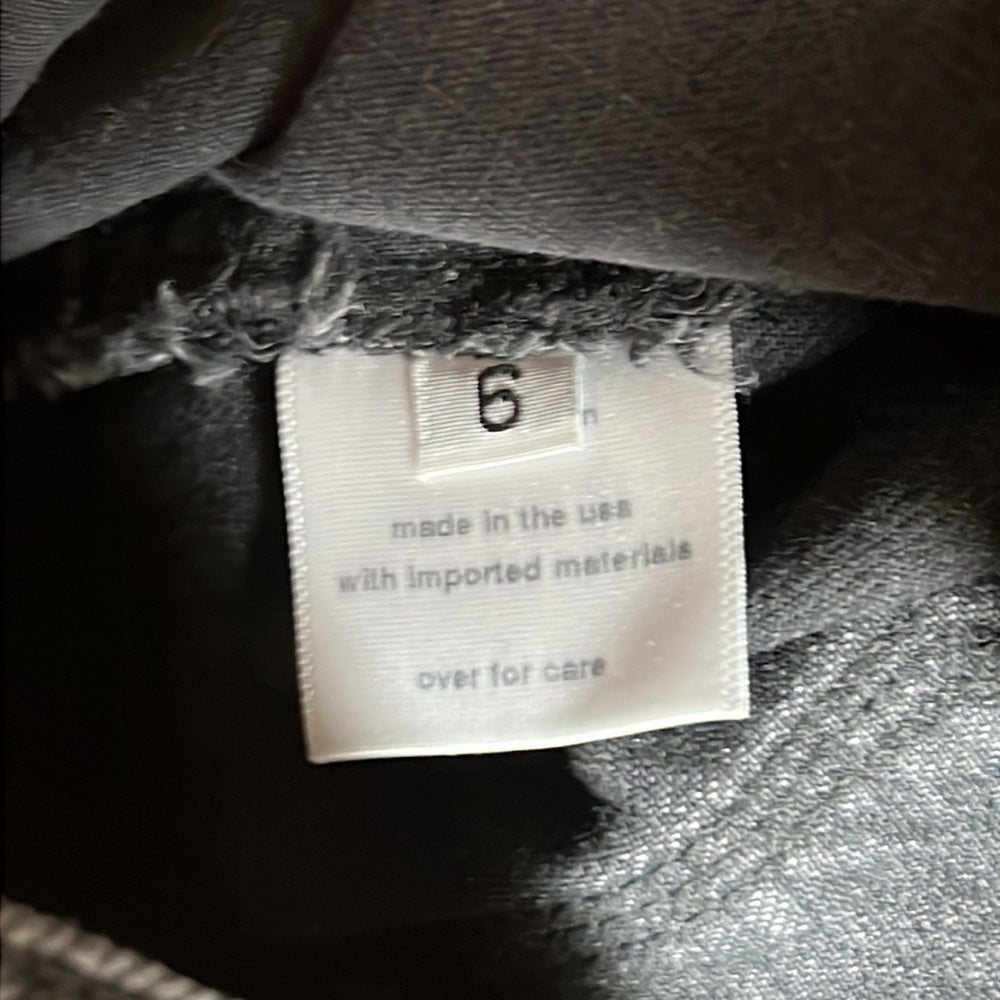 6
n
made in the usa
with imported materials
over for care